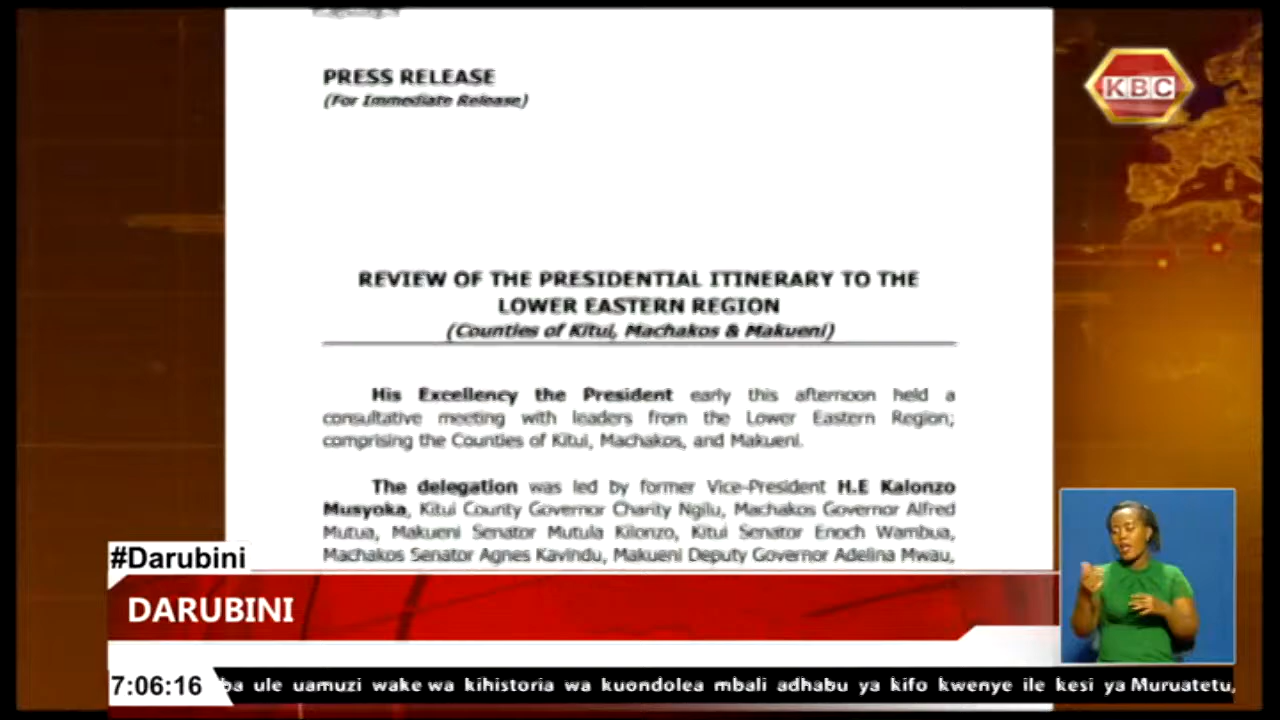 PRESS RELEASE
(For Immediate Release)
KBC
REVIEW OF THE PRESIDENTIAL ITINERARY TO THE
LOWER EASTERN REGION
(Counties of Kitui, Machakos & Makueni)
His Excellency the President early this afternoon held a
consultative meeting with leaders from the Lower Eastern Region;
comprising the Counties of Kitui, Machakos, and Makueni.
The delegation was led by former Vice-President H.E Kalonzo
Musyoka, Kitui County Governor Charity Ngilu, Machakos Governor Alfred
Mutua, Makueni Senator Mutula Kilonzo, Kitui Senator Enoch Wambua,
Machakos Senator Agnes Kavindu, Makueni Deputy Governor Adelina Mwau,
#Darubini
DARUBINI
7:06:16 ba ule uamuzi wake wa kihistoria wa kuondolea mbali adhabu ya kifo kwenye ile kesi ya Muruatetu,